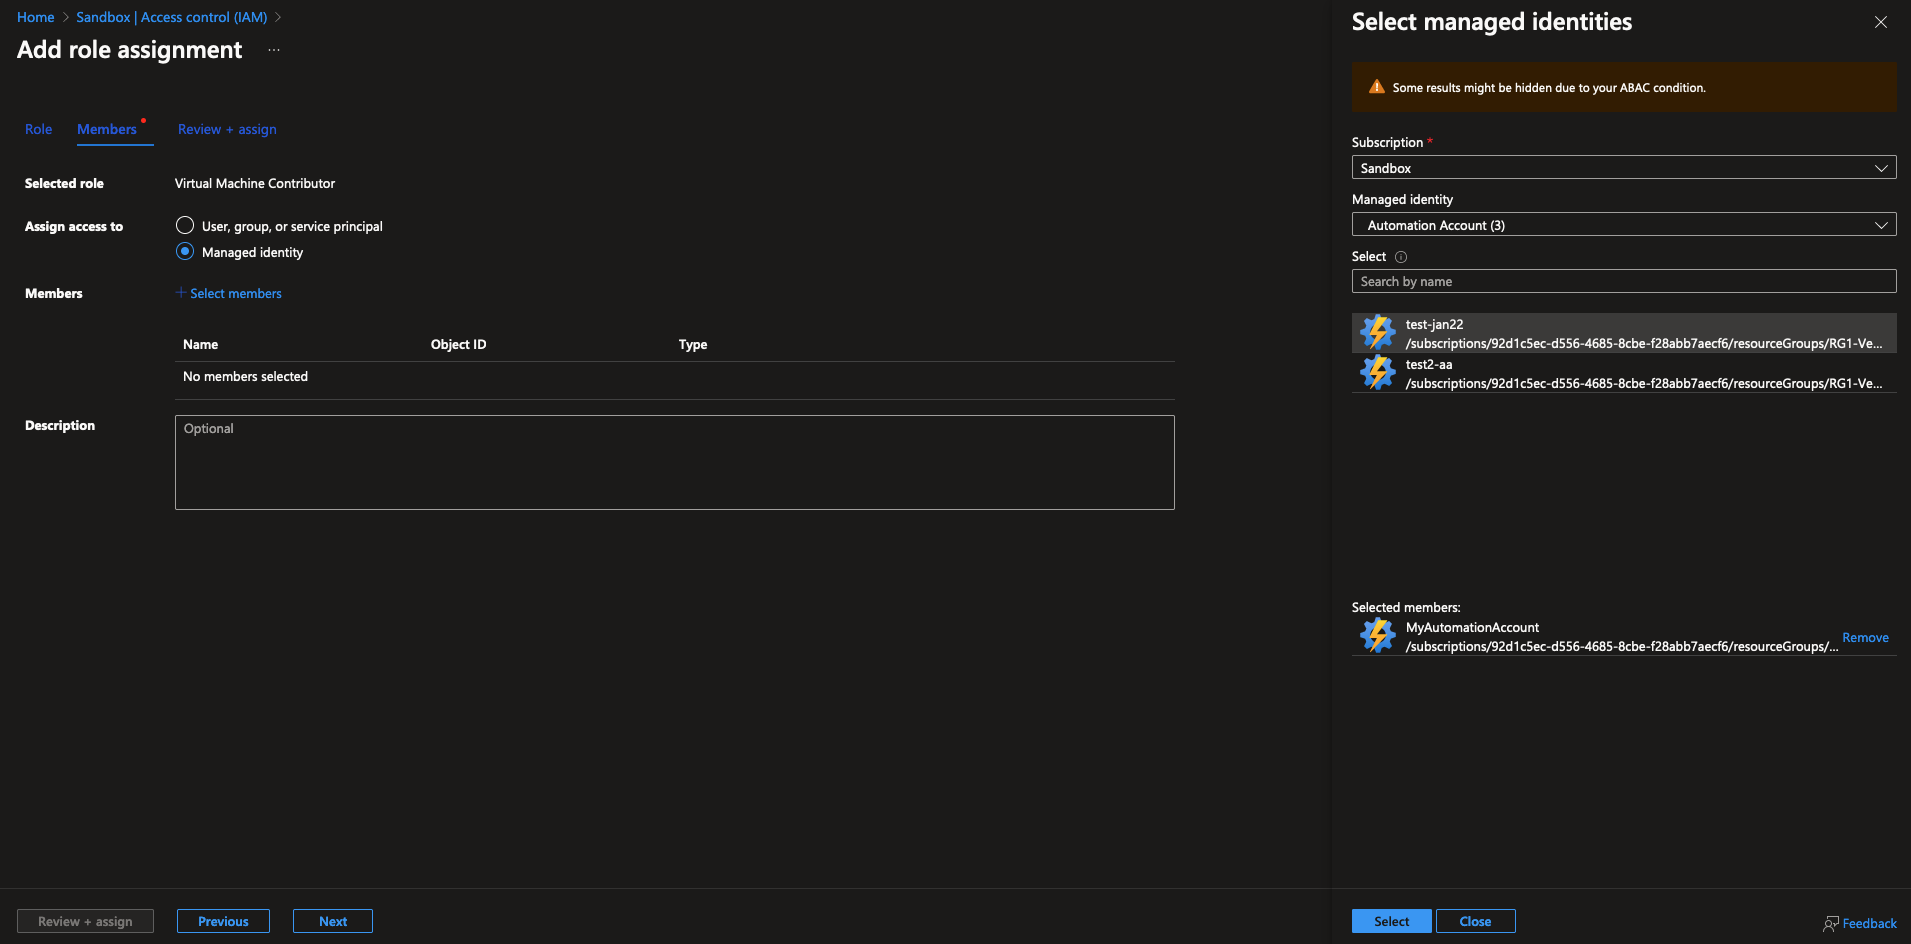 Home > Sandbox | Access control (IAM) >
Add role assignment ...
Role Members Review + assign
Selected role Virtual Machine Contributor
Assign access to User, group, or service principal
Managed identity
Members + Select members
Name Object ID Type
No members selected
Description Optional
Review + assign Previous Next
Select managed identities
Some results might be hidden due to your ABAC condition.
Subscription *
Sandbox
Managed identity
Automation Account (3)
Select
Search by name
test-jan22
/subscriptions/92d1c5ec-d556-4685-8cbe-f28abb7aecf6/resourceGroups/RG1-Ve...
test2-aa
/subscriptions/92d1c5ec-d556-4685-8cbe-f28abb7aecf6/resourceGroups/RG1-Ve...
Selected members:
MyAutomationAccount
/subscriptions/92d1c5ec-d556-4685-8cbe-f28abb7aecf6/resourceGroups/...
Remove
Select Close Feedback